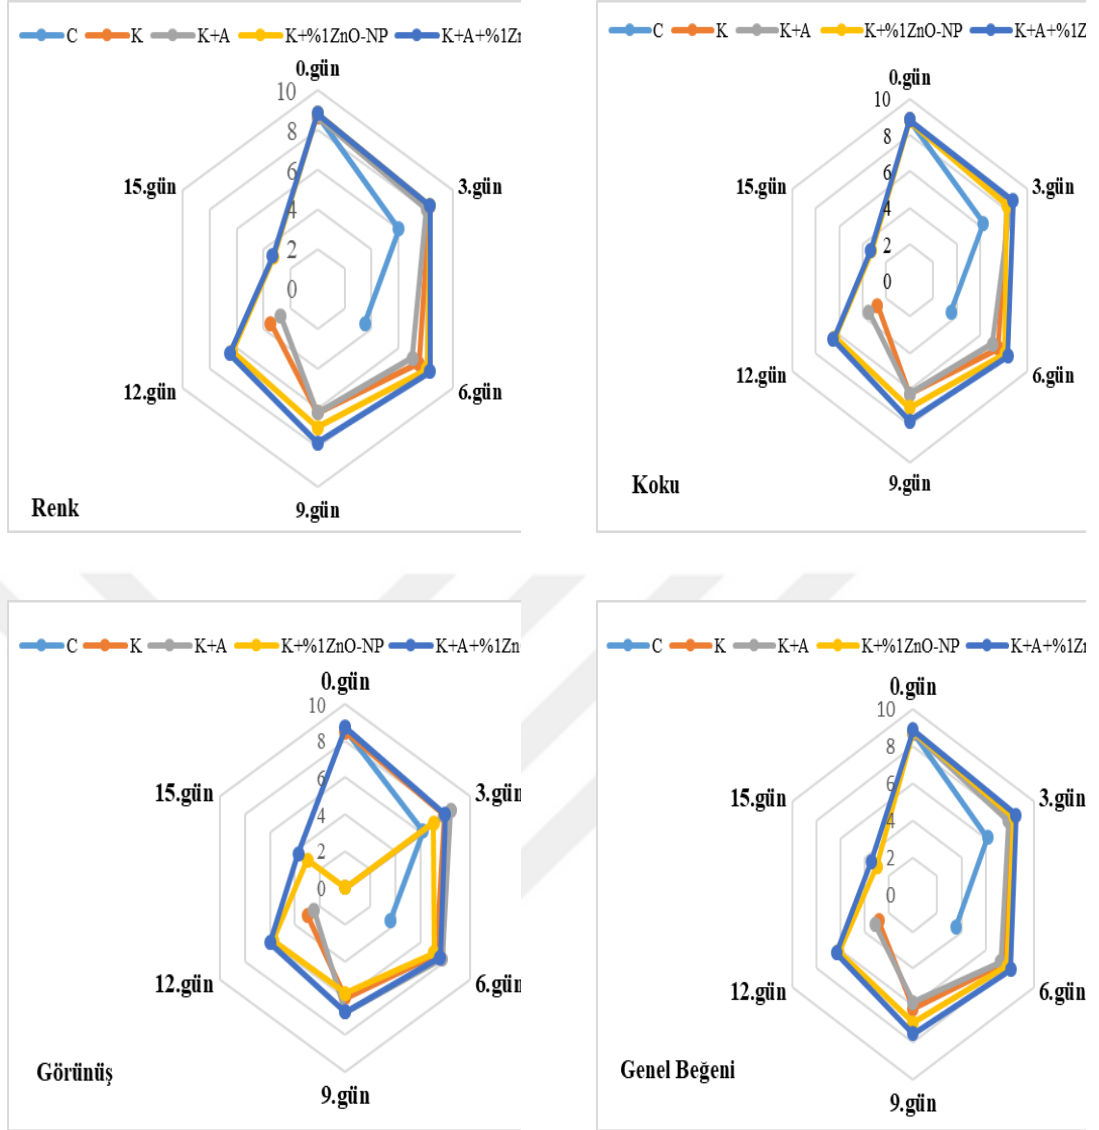 C K K+A K+%1ZnO-NP K+A+%1Zn
0.gün
10
8
6
4
2
0
15.gün
3.gün
12.gün
6.gün
9.gün
Renk
C K K+A K+%1ZnO-NP K+A+%1Z
0.gün
10
8
6
4
2
0
15.gün
3.gün
12.gün
6.gün
9.gün
Koku
C K K+A K+%1ZnO-NP K+A+%1Zn
0.gün
10
8
6
4
2
0
15.gün
3.gün
12.gün
6.gün
9.gün
Görünüş
C K K+A K+%1ZnO-NP K+A+%1Zn
0.gün
10
8
6
4
2
0
15.gün
3.gün
12.gün
6.gün
9.gün
Genel Beğeni